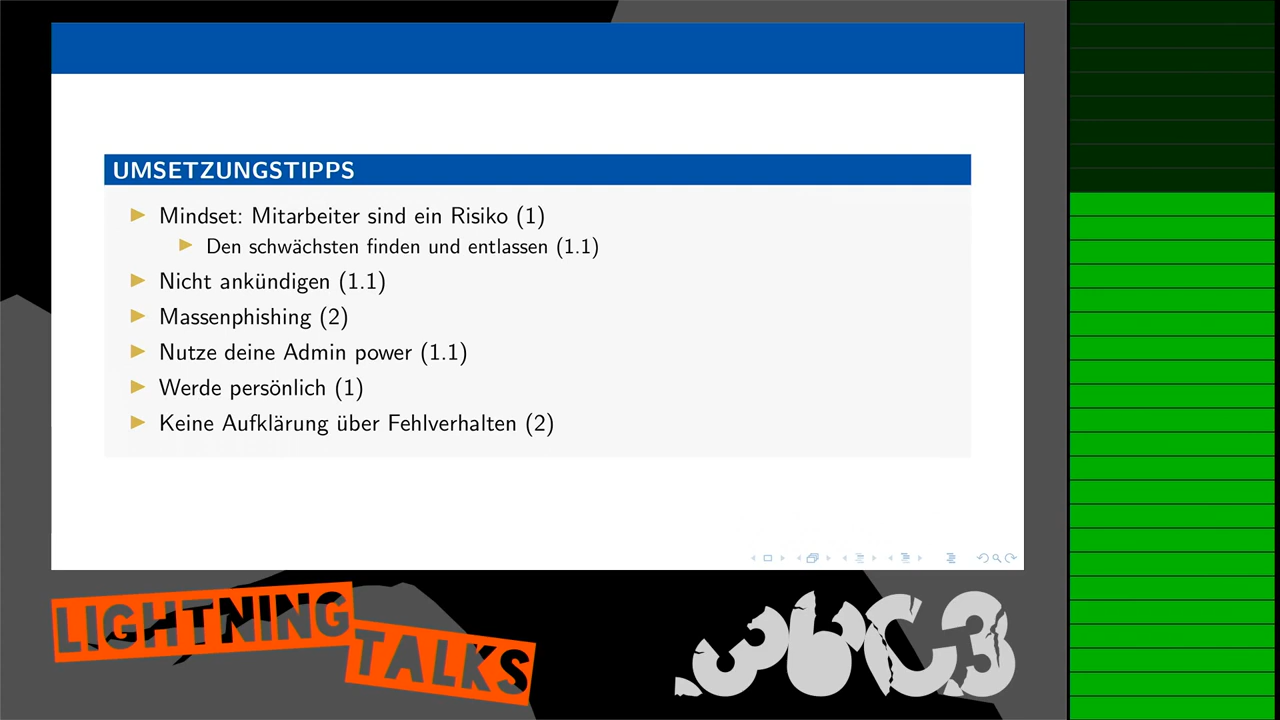 UMSETZUNGSTIPPS
Mindset: Mitarbeiter sind ein Risiko (1)
Den schwächsten finden und entlassen (1.1)
Nicht ankündigen (1.1)
Massenphishing (2)
Nutze deine Admin power (1.1)
Werde persönlich (1)
Keine Aufklärung über Fehlverhalten (2)
LIGHTNING
TALKS
36C3